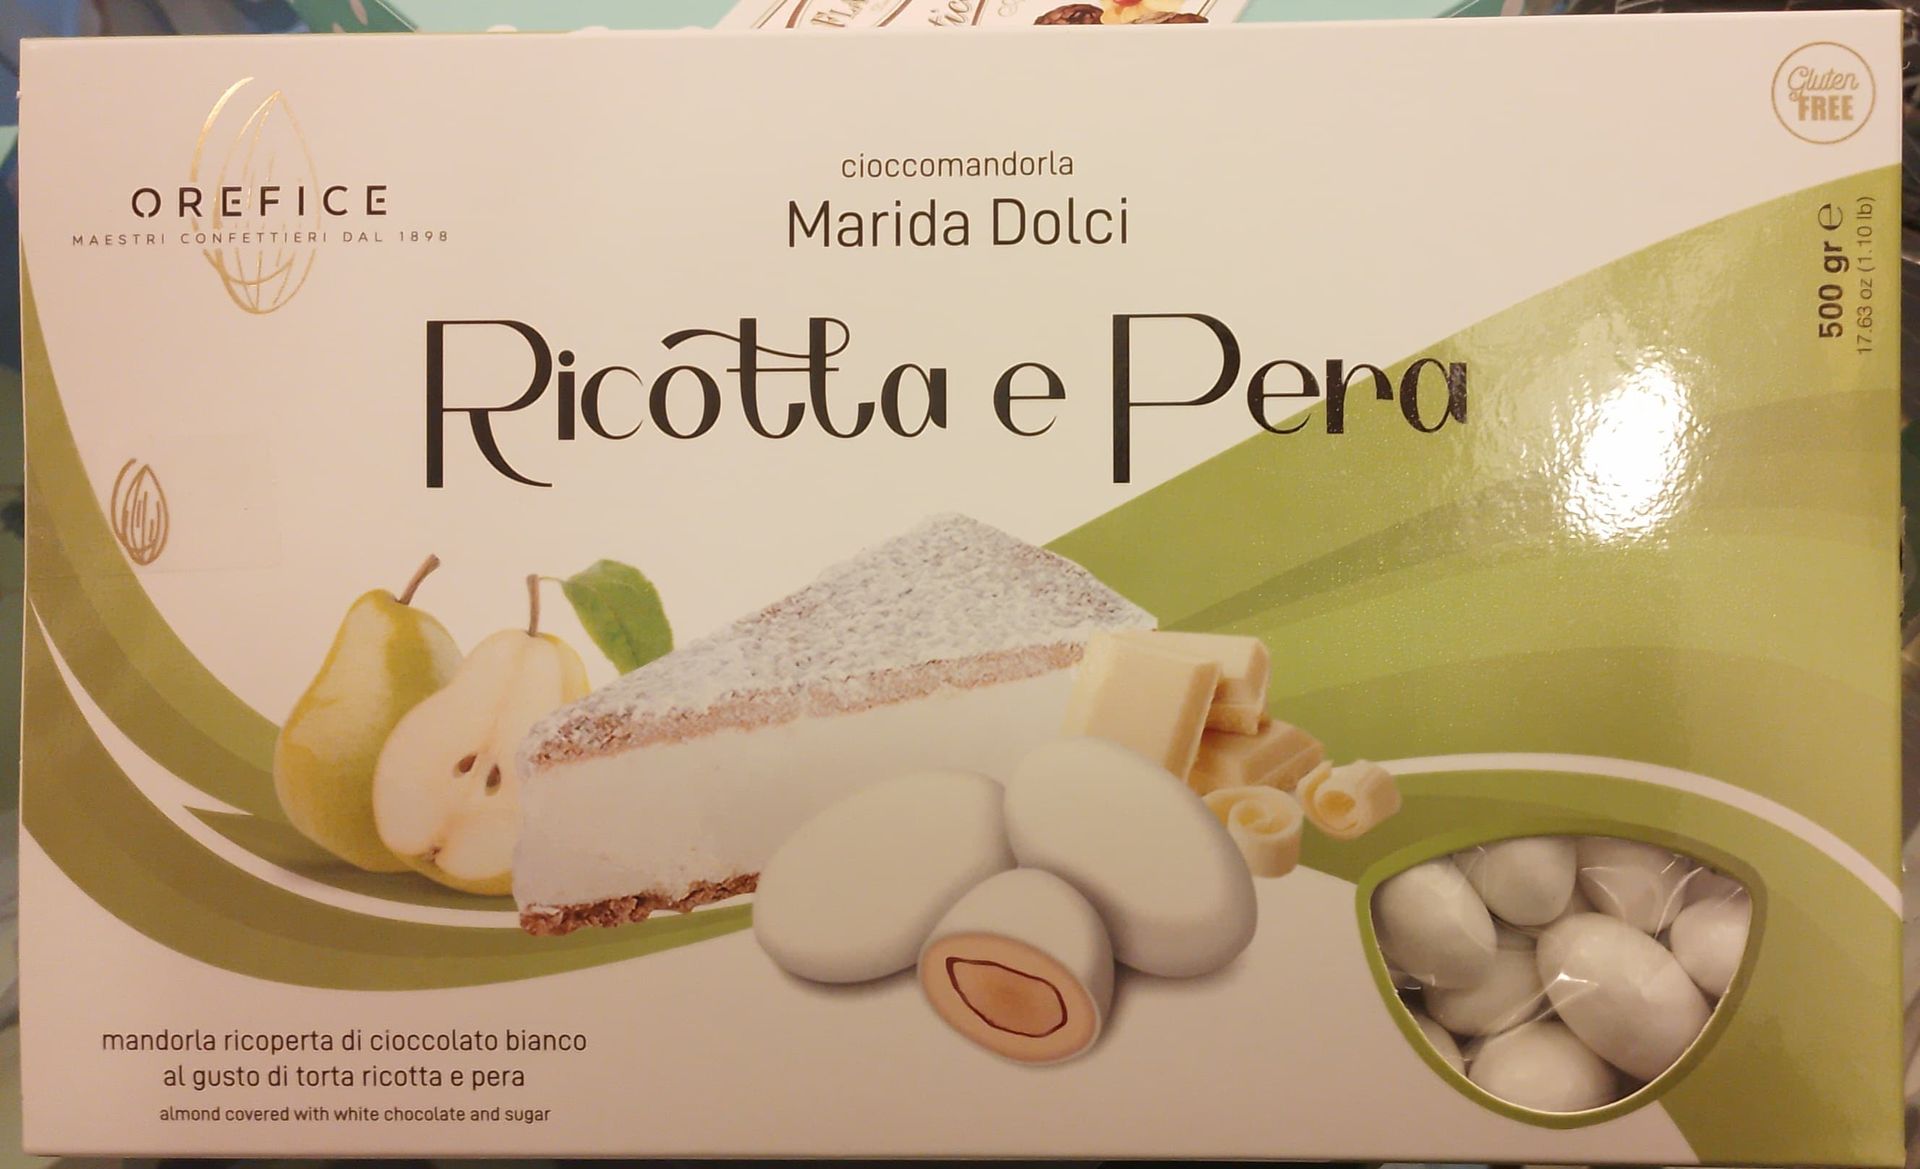 OREFICE
MAESTRI CONFETTIERI DAL 1898
cioccomandorla
Marida Dolci
Gluten
FREE
500 gr ℮
17.63 oz (1.10 lb)
Ricotta e Pera
mandorla ricoperta di cioccolato bianco
al gusto di torta ricotta e pera
almond covered with white chocolate and sugar